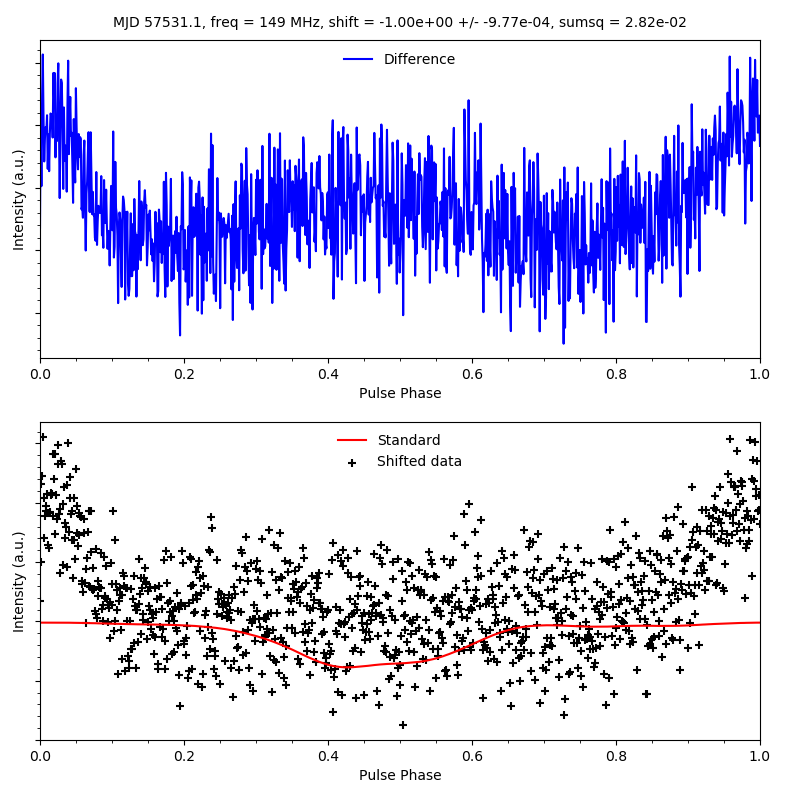 MJD 57531.1, freq = 149 MHz, shift = -1.00e+00 +/- -9.77e-04, sumsq = 2.82e-02
Difference
Intensity (a.u.)
0.0 0.2 0.4 0.6 0.8 1.0
Pulse Phase
Standard
Shifted data
Intensity (a.u.)
0.0 0.2 0.4 0.6 0.8 1.0
Pulse Phase